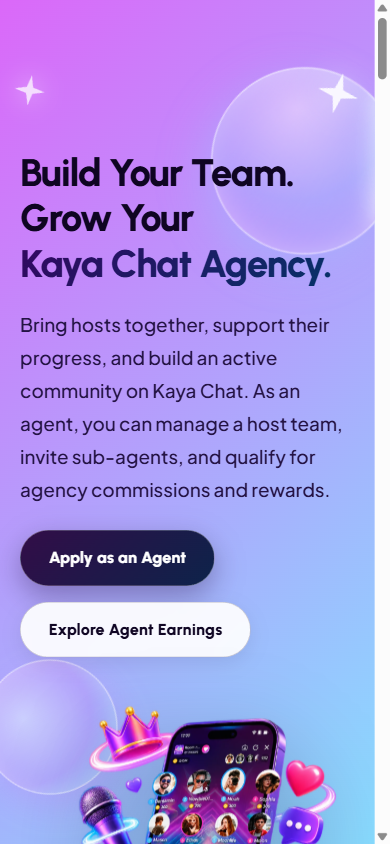 Build Your Team.
Grow Your
Kaya Chat Agency.
Bring hosts together, support their
progress, and build an active
community on Kaya Chat. As an
agent, you can manage a host team,
invite sub-agents, and qualify for
agency commissions and rewards.
Apply as an Agent
Explore Agent Earnings